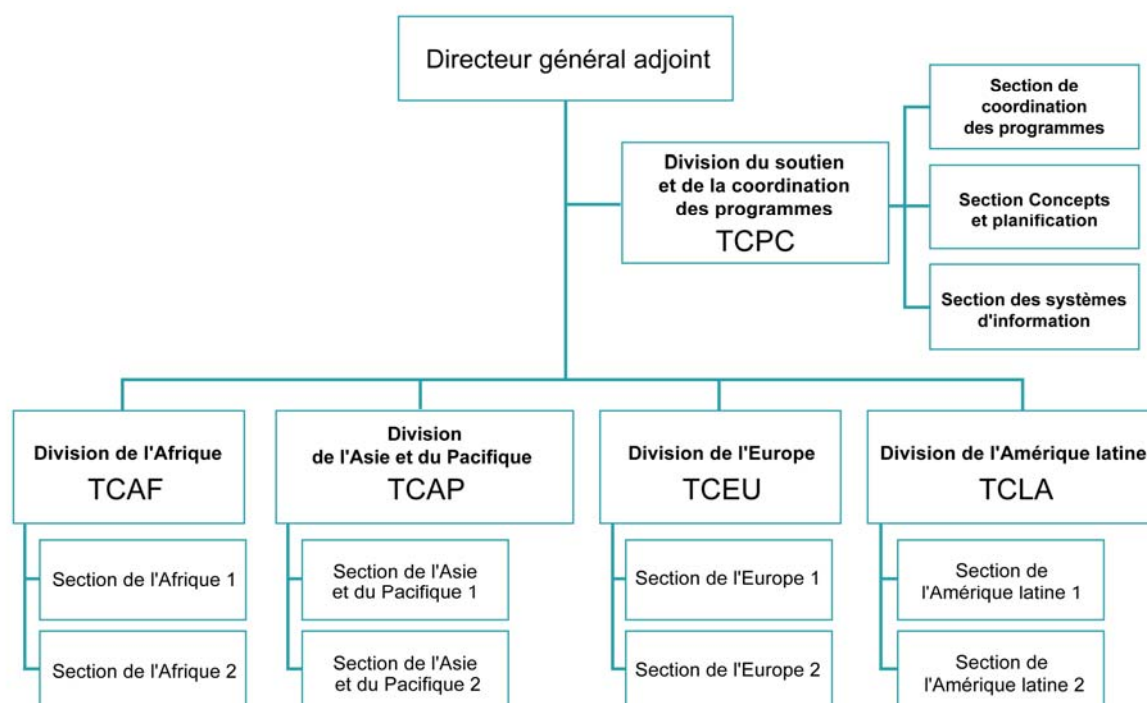 Directeur général adjoint
Section de
coordination
des programmes
Division du soutien
et de la coordination
des programmes
TCPC
Section Concepts
et planification
Section des systèmes
d'information
Division de l'Afrique
TCAF
Division
de l'Asie et du Pacifique
TCAP
Division de l'Europe
TCEU
Division de l'Amérique latine
TCLA
Section de l'Afrique 1
Section de l'Asie
et du Pacifique 1
Section de l'Europe 1
Section de
l'Amérique latine 1
Section de l'Afrique 2
Section de l'Asie
et du Pacifique 2
Section de l'Europe 2
Section de
l'Amérique latine 2